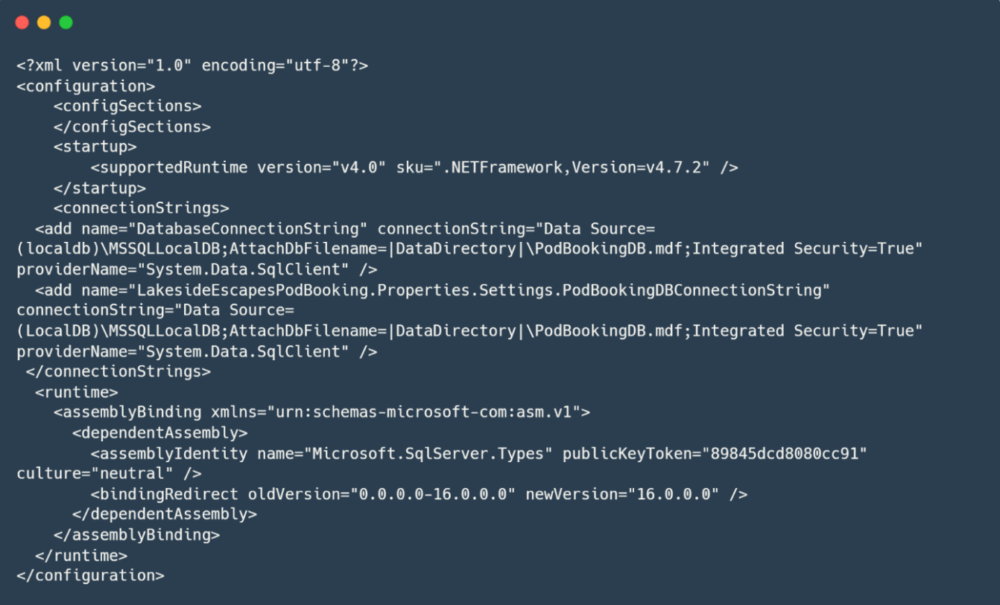 <?xml version="1.0" encoding="utf-8"?>
<configuration>
    <configSections>
    </configSections>
    <startup>
        <supportedRuntime version="v4.0" sku=".NETFramework,Version=v4.7.2" />
    </startup>
    <connectionStrings>
  <add name="DatabaseConnectionString" connectionString="Data Source=
(localdb)\MSSQLLocalDB;AttachDbFilename=|DataDirectory|\PodBookingDB.mdf;Integrated Security=True"
providerName="System.Data.SqlClient" />
  <add name="LakesideEscapesPodBooking.Properties.Settings.PodBookingDBConnectionString"
connectionString="Data Source=
(LocalDB)\MSSQLLocalDB;AttachDbFilename=|DataDirectory|\PodBookingDB.mdf;Integrated Security=True"
providerName="System.Data.SqlClient" />
 </connectionStrings>
  <runtime>
    <assemblyBinding xmlns="urn:schemas-microsoft-com:asm.v1">
      <dependentAssembly>
        <assemblyIdentity name="Microsoft.SqlServer.Types" publicKeyToken="89845dcd8080cc91"
culture="neutral" />
        <bindingRedirect oldVersion="0.0.0.0-16.0.0.0" newVersion="16.0.0.0" />
      </dependentAssembly>
    </assemblyBinding>
  </runtime>
</configuration>